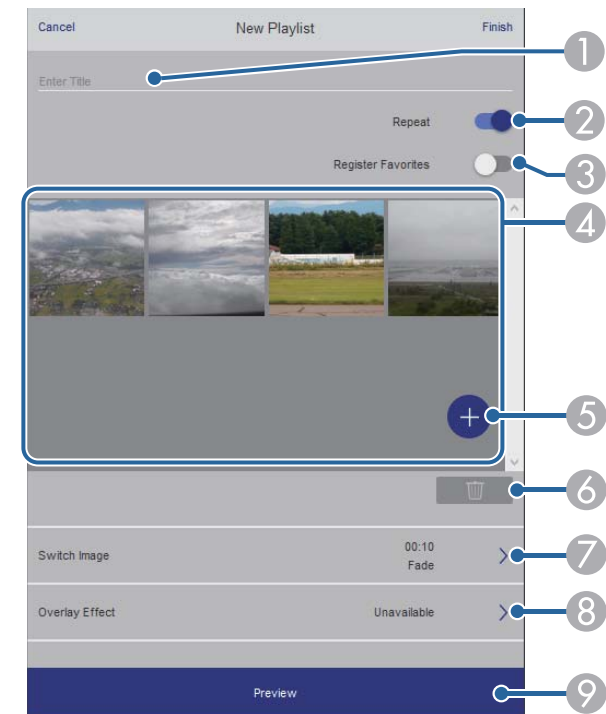 Cancel New Playlist Finish
1
Enter Title
Repeat 2
Register Favorites 3
4
5
6
Switch Image 00:10 7
Fade
Overlay Effect Unavailable 8
Preview 9